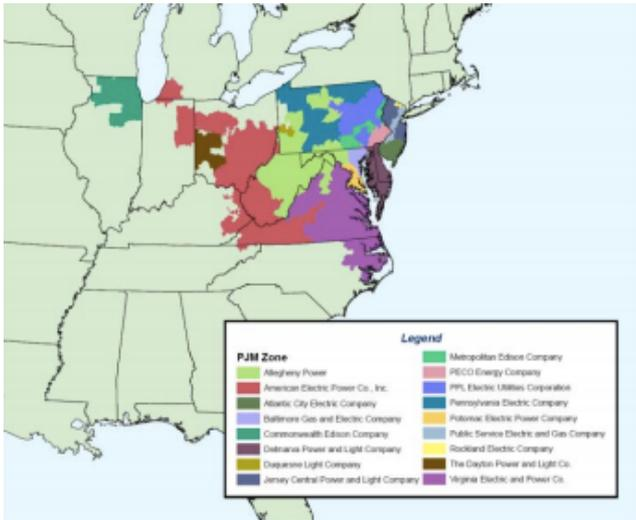 Legend
PJM Zone
Allegheny Power
American Electric Power Co., Inc.
Atlantic City Electric Company
Baltimore Gas and Electric Company
Commonwealth Edison Company
Delmarva Power and Light Company
Duquesne Light Company
Jersey Central Power and Light Company
Metropolitan Edison Company
PECO Energy Company
PPL Electric Utilities Corporation
Pennsylvania Electric Company
Potomac Electric Power Company
Public Service Electric and Gas Company
Rockland Electric Company
The Dayton Power and Light Co.
Virginia Electric and Power Co.